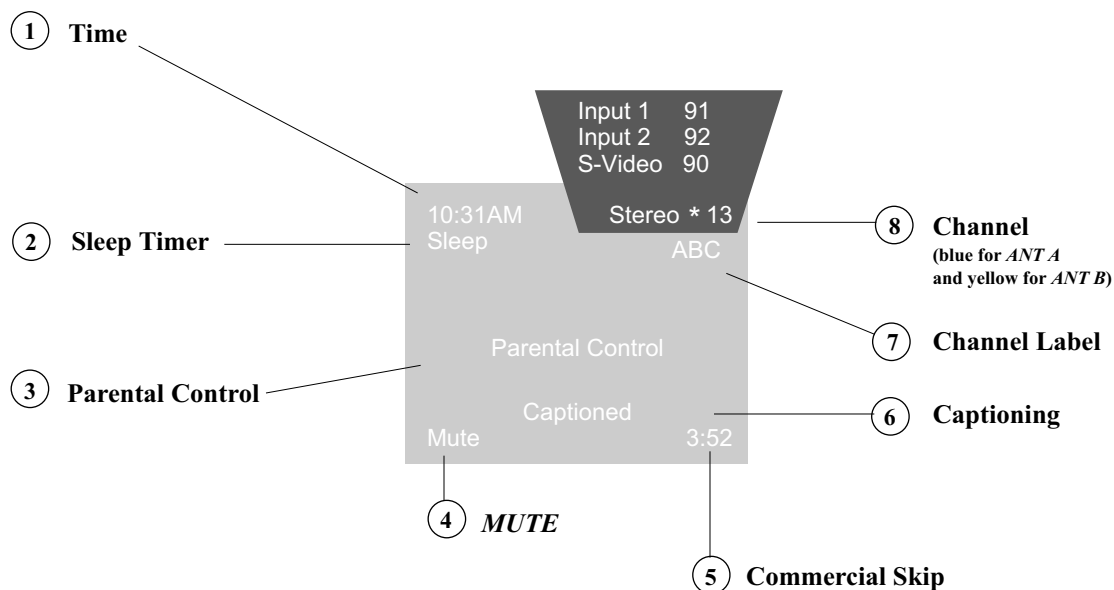 1 Time
Input 1 91
Input 2 92
S-Video 90
10:31AM
Stereo * 13
Sleep
ABC
2 Sleep Timer
8 Channel
(blue for ANT A
and yellow for ANT B)
Parental Control
7 Channel Label
3 Parental Control
Captioned
6 Captioning
Mute
3:52
4 MUTE
5 Commercial Skip